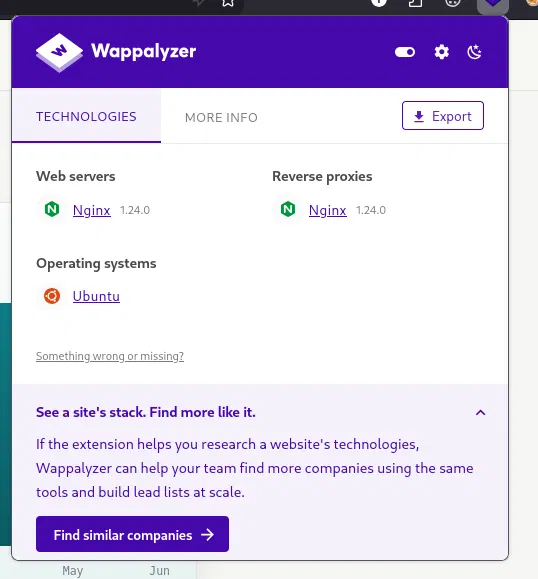 Wappalyzer
TECHNOLOGIES
MORE INFO
Export
Web servers
Nginx 1.24.0
Reverse proxies
Nginx 1.24.0
Operating systems
Ubuntu
Something wrong or missing?
See a site's stack. Find more like it.
If the extension helps you research a website's technologies,
Wappalyzer can help your team find more companies using the same
tools and build lead lists at scale.
Find similar companies
May Jun